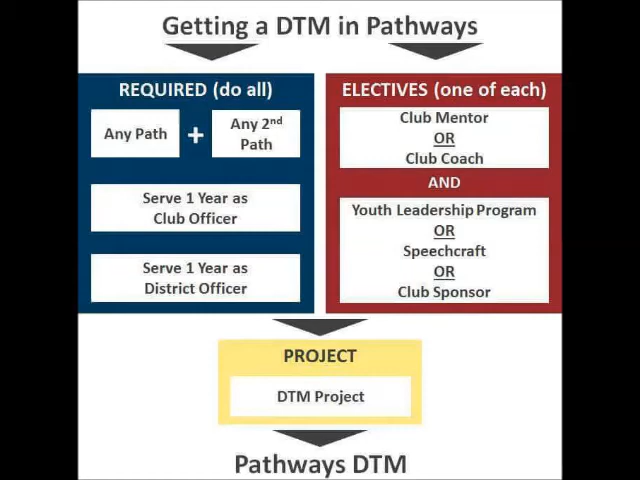 Getting a DTM in Pathways
REQUIRED (do all)
Any Path
+
Any 2nd
Path
Serve 1 Year as
Club Officer
Serve 1 Year as
District Officer
ELECTIVES (one of each)
Club Mentor
OR
Club Coach
AND
Youth Leadership Program
OR
Speechcraft
OR
Club Sponsor
PROJECT
DTM Project
Pathways DTM